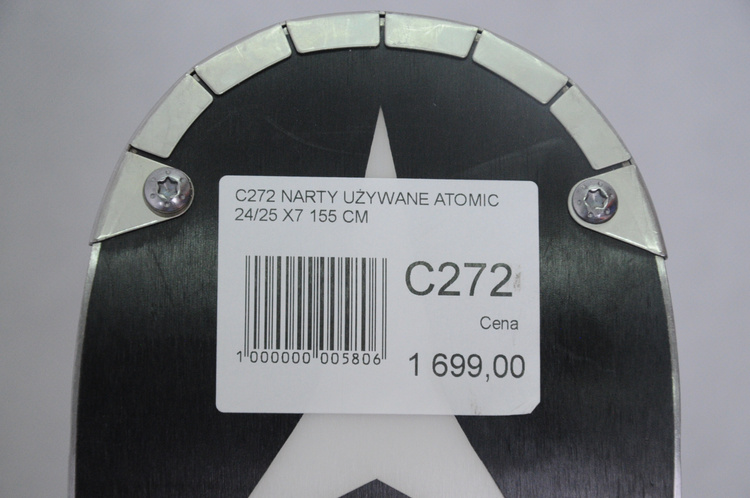 C272 NARTY UŻYWANE ATOMIC
24/25 X7 155 CM
C272
Cena
1 699,00
1 000000 005806